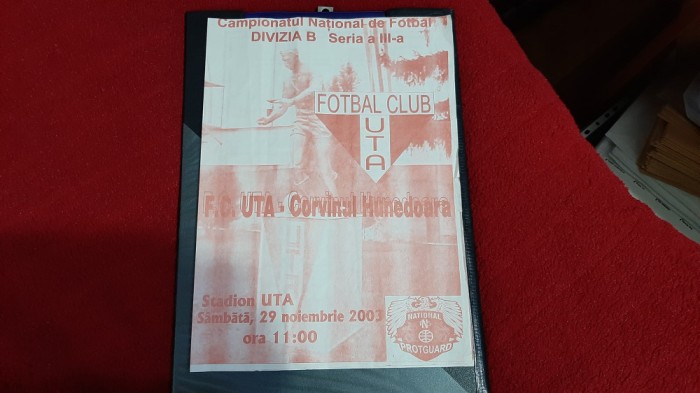 Campionatul Național de Fotbal
DIVIZIA B Seria a III-a
FOTBAL CLUB
UTA
F.C. UTA - Corvinul Hunedoara
Stadion UTA
Sâmbătă, 29 noiembrie 2003
ora 11:00
NATIONAL
N
PROTGUARD